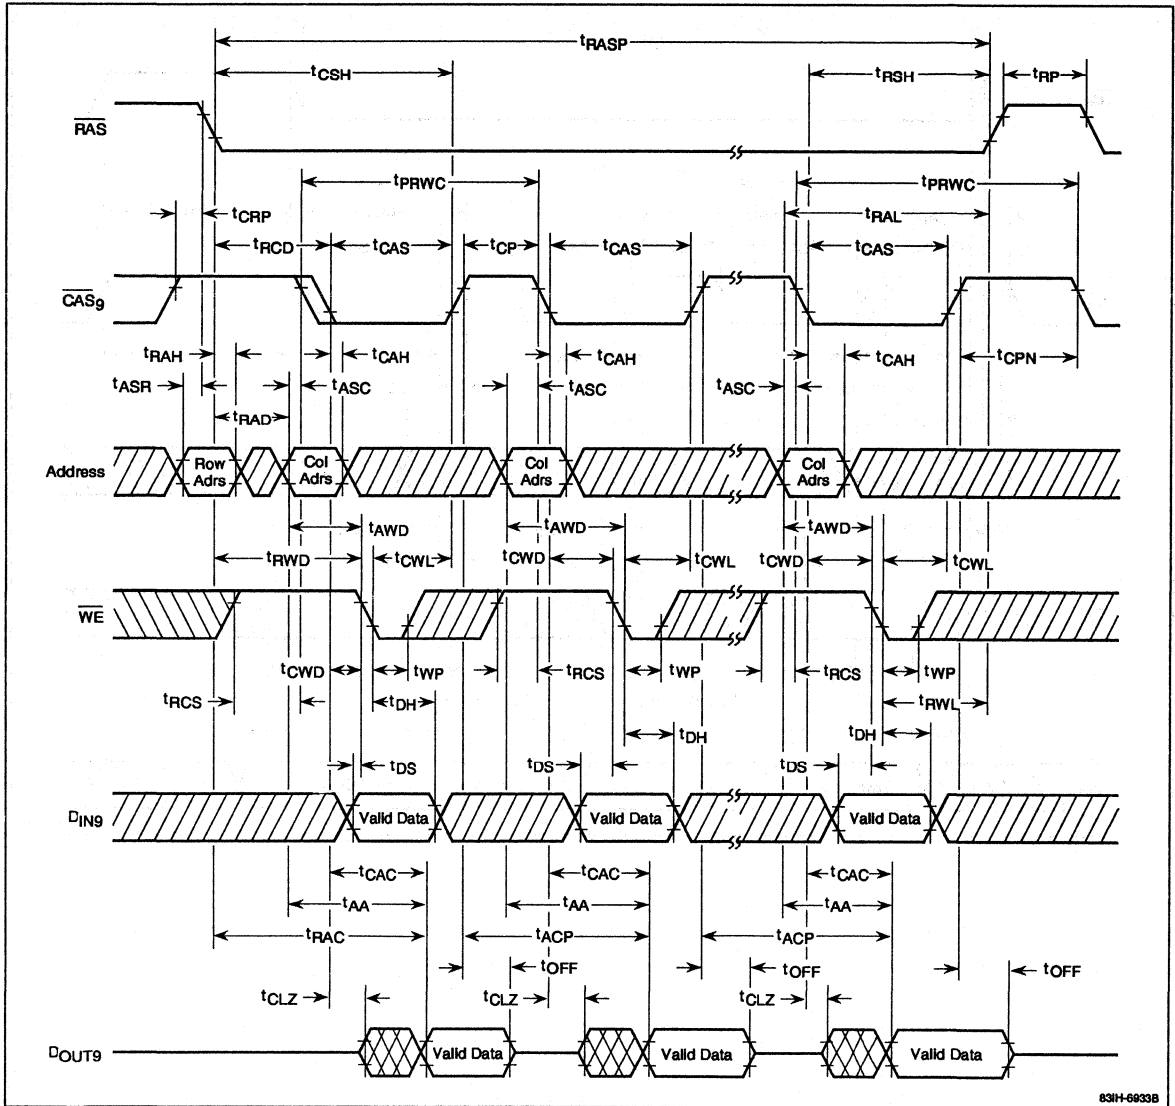 tRASP
tCSH
tRSH
tRP
RAS
tPRWC
tPRWC
tCRP
tRAL
tRCD
tCAS
tCP
tCAS
tCAS
CAS9
tRAH
tCAH
tCAH
tCAH
tCPN
tASR
tASC
tASC
tASC
tRAD
Address
Row Adrs
Col Adrs
Col Adrs
Col Adrs
tAWD
tAWD
tAWD
tRWD
tCWL
tCWD
tCWL
tCWD
tCWL
WE
tCWD
tWP
tRCS
tWP
tRCS
tWP
tRCS
tDH
tRWL
tDH
tDH
tDS
tDS
tDS
DIN9
Valid Data
Valid Data
Valid Data
tCAC
tCAC
tCAC
tAA
tAA
tAA
tRAC
tACP
tACP
tOFF
tOFF
tOFF
tCLZ
tCLZ
tCLZ
DOUT9
Valid Data
Valid Data
Valid Data
83IH-6933B